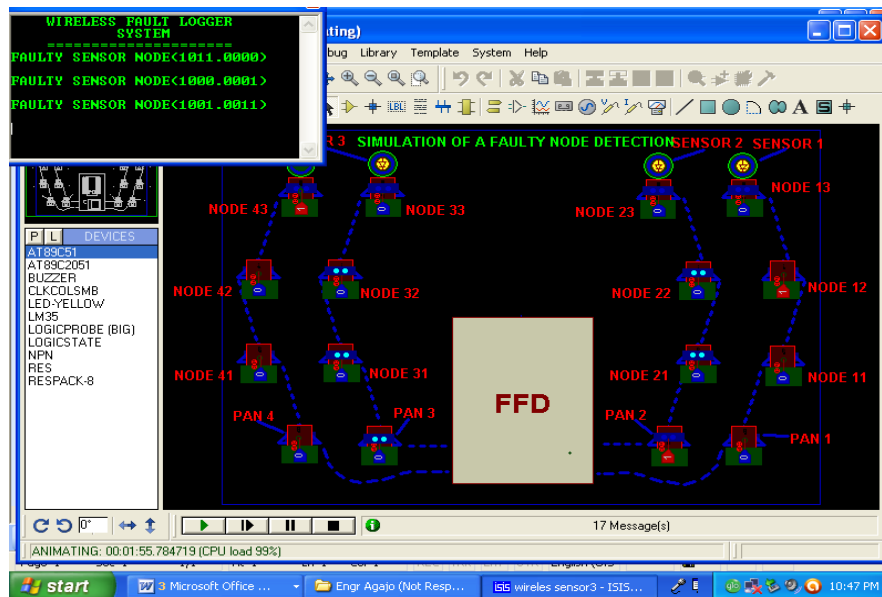 WIRELESS FAULT LOGGER
SYSTEM
----------------------
FAULTY SENSOR NODE<1011.0000>
FAULTY SENSOR NODE<1000.0001>
FAULTY SENSOR NODE<1001.0011>
ating)
bug Library Template System Help
LBL
A S
R 3 SIMULATION OF A FAULTY NODE DETECTION SENSOR 2 SENSOR 1
NODE 13
NODE 43 NODE 33 NODE 23
P L DEVICES
AT89C51
AT89C2051
BUZZER
CLKCOLSMB
LED-YELLOW
LM35
LOGICPROBE (BIG)
LOGICSTATE
NPN
RES
RESPACK-8
NODE 42 NODE 32 NODE 22 NODE 12
NODE 41 NODE 31 NODE 21 NODE 11
FFD
PAN 4 PAN 3 PAN 2 PAN 1
0°
17 Message(s)
ANIMATING: 00:01:55.784719 (CPU load 99%)
start
3 Microsoft Office ...
Engr Agajo (Not Resp...
ISIS wireles sensor3 - ISIS...
10:47 PM